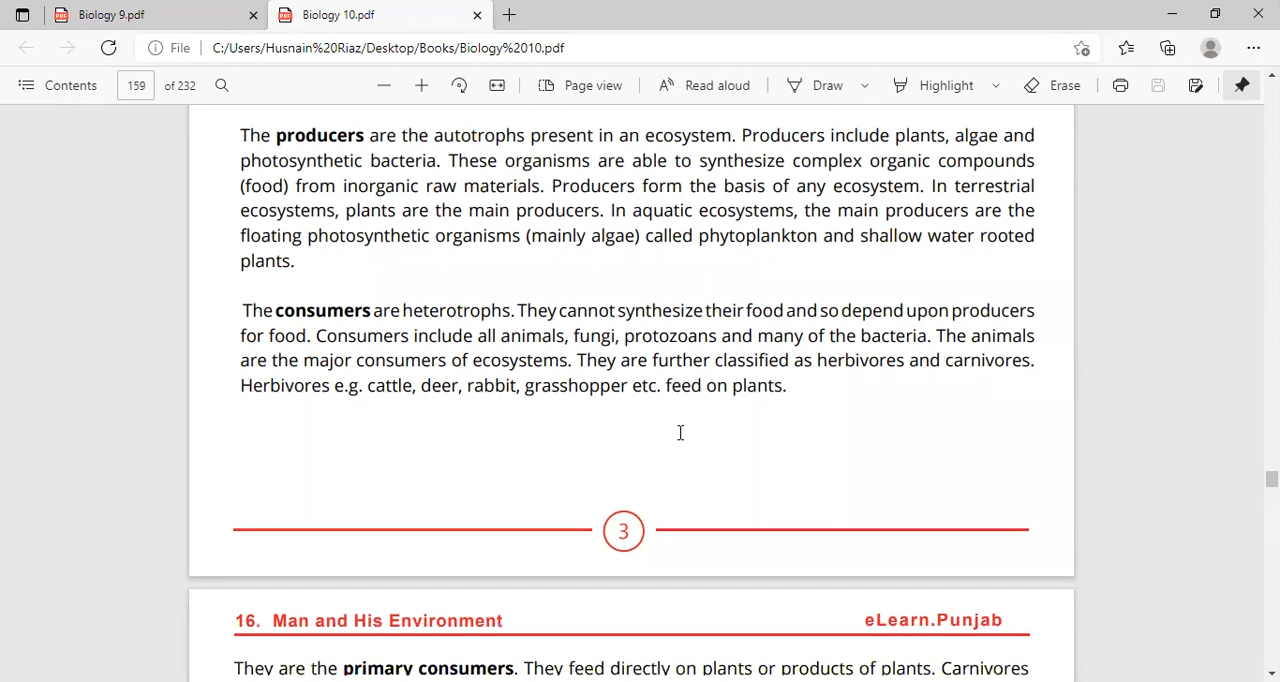 Biology 9.pdf
Biology 10.pdf
File
C:/Users/Husnain%20Riaz/Desktop/Books/Biology%2010.pdf
Contents
159 of 232
Page view
Read aloud
Draw
Highlight
Erase
The producers are the autotrophs present in an ecosystem. Producers include plants, algae and
photosynthetic bacteria. These organisms are able to synthesize complex organic compounds
(food) from inorganic raw materials. Producers form the basis of any ecosystem. In terrestrial
ecosystems, plants are the main producers. In aquatic ecosystems, the main producers are the
floating photosynthetic organisms (mainly algae) called phytoplankton and shallow water rooted
plants.
The consumers are heterotrophs. They cannot synthesize their food and so depend upon producers
for food. Consumers include all animals, fungi, protozoans and many of the bacteria. The animals
are the major consumers of ecosystems. They are further classified as herbivores and carnivores.
Herbivores e.g. cattle, deer, rabbit, grasshopper etc. feed on plants.
3
16. Man and His Environment
eLearn.Punjab
They are the primary consumers. They feed directly on plants or products of plants. Carnivores